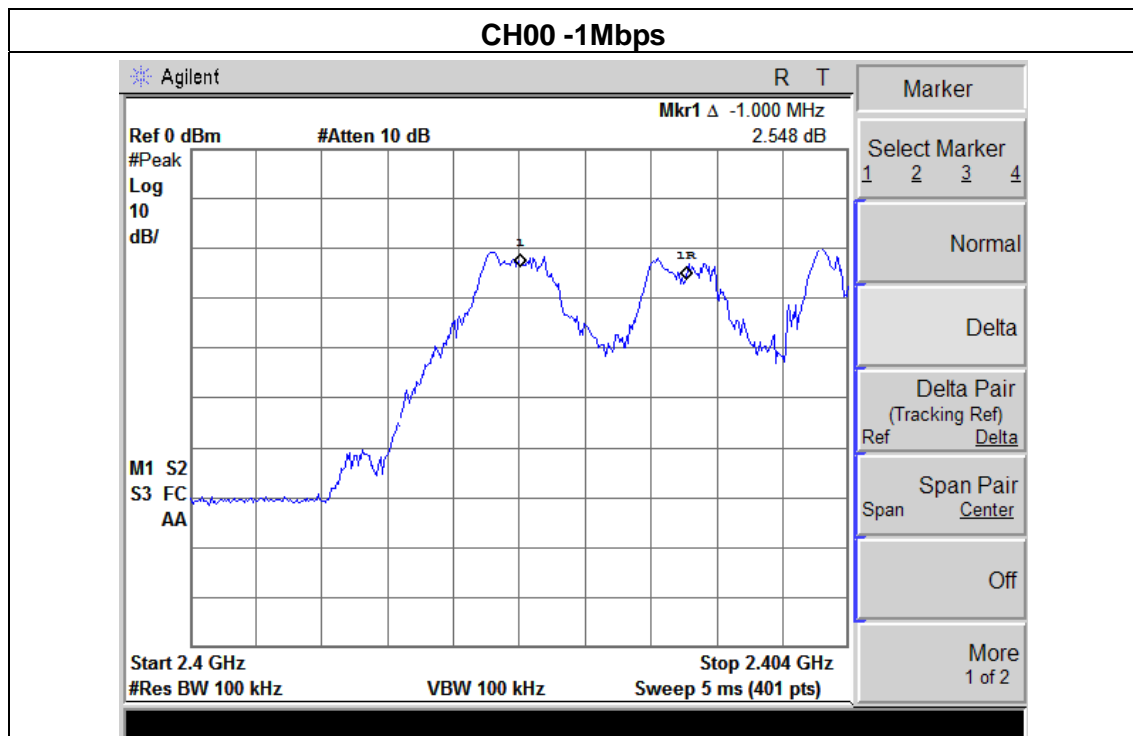 CH00 -1Mbps
Agilent
R T
Mkr1 Δ -1.000 MHz
Ref 0 dBm #Atten 10 dB 2.548 dB
#Peak
Log
10
dB/
1
1R
M1 S2
S3 FC
AA
Start 2.4 GHz Stop 2.404 GHz
#Res BW 100 kHz VBW 100 kHz Sweep 5 ms (401 pts)
Marker
Select Marker
1 2 3 4
Normal
Delta
Delta Pair
(Tracking Ref)
Ref Delta
Span Pair
Span Center
Off
More
1 of 2